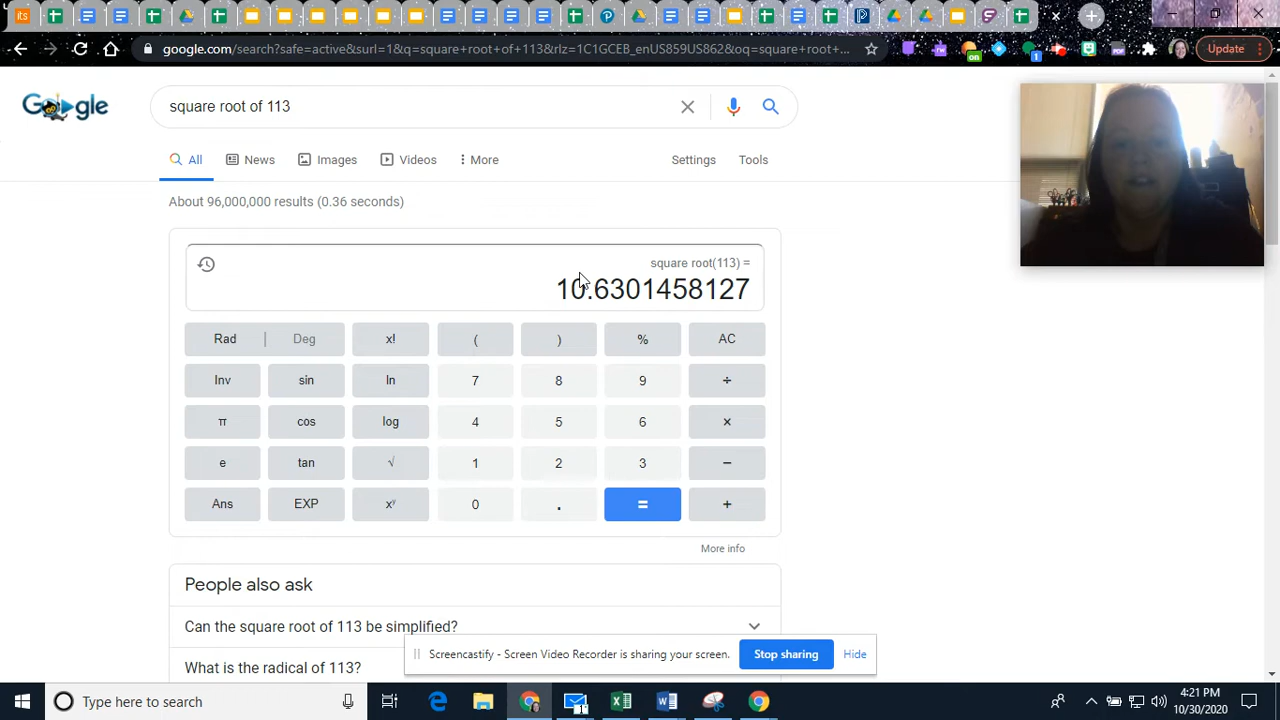 google.com/search?safe=active&surl=1&q=square+root+of+113&rlz=1C1GCEB_enUS859US862&oq=square+root+...
Update
Google
square root of 113
All
News
Images
Videos
More
Settings
Tools
About 96,000,000 results (0.36 seconds)
square root(113) =
10.6301458127
Rad | Deg x! ( ) % AC
Inv sin ln 7 8 9 ÷
π cos log 4 5 6 ×
e tan √ 1 2 3 −
Ans EXP xʸ 0 . = +
More info
People also ask
Can the square root of 113 be simplified?
What is the radical of 113?
Screencastify - Screen Video Recorder is sharing your screen.
Stop sharing
Hide
Type here to search
4:21 PM
10/30/2020